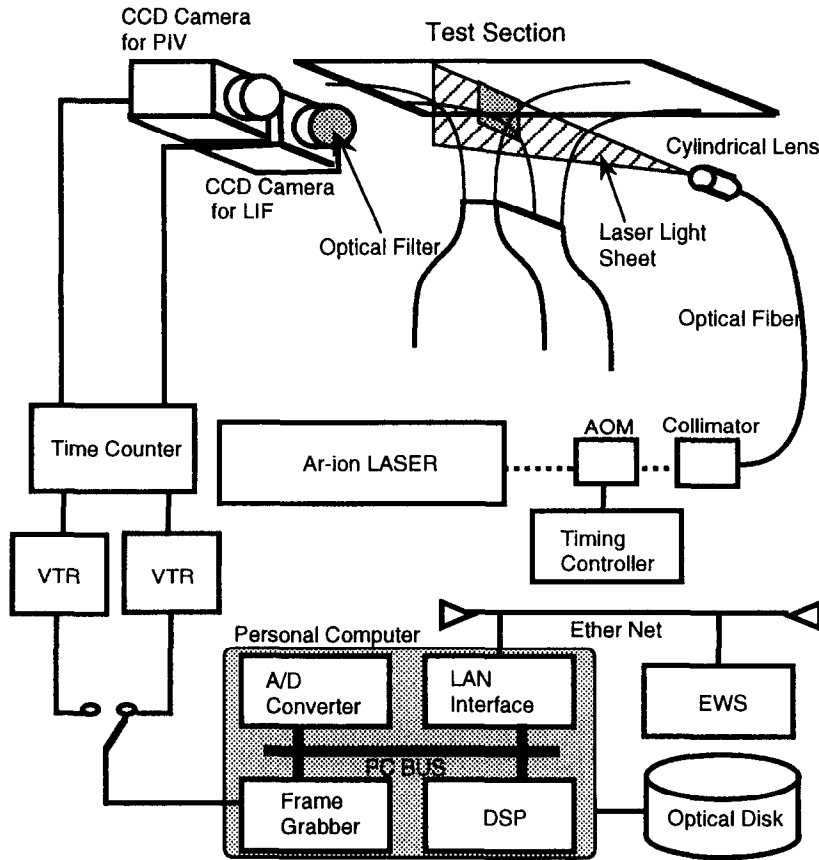 CCD Camera
for PIV
Test Section
Cylindrical Lens
CCD Camera
for LIF
Optical Filter
Laser Light
Sheet
Optical Fiber
Time Counter
Ar-ion LASER
AOM
Collimator
Timing
Controller
VTR
VTR
Ether Net
Personal Computer
A/D
Converter
LAN
Interface
EWS
PC BUS
Frame
Grabber
DSP
Optical Disk